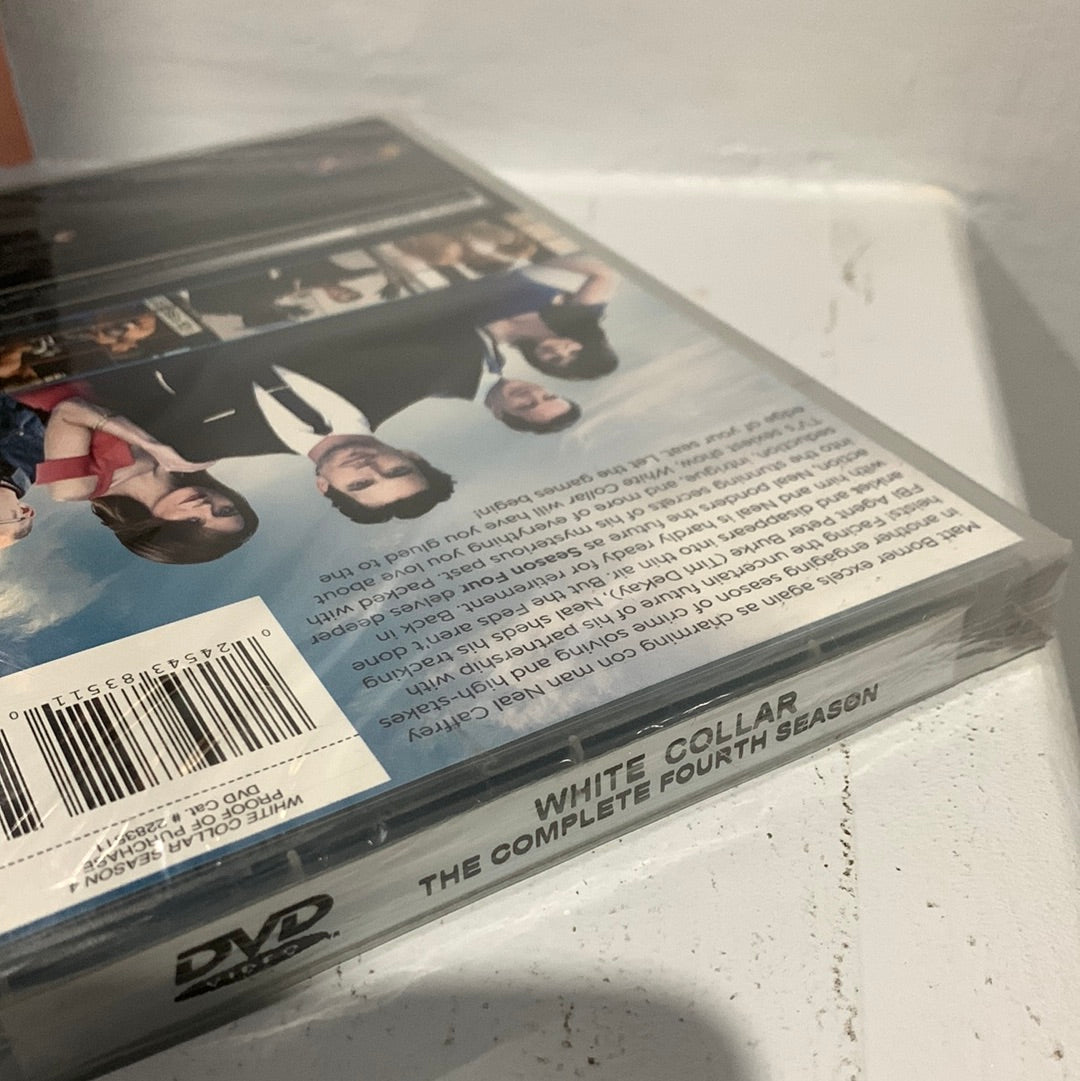 WHITE COLLAR
THE COMPLETE FOURTH SEASON
DVD
VIDEO
Matt Bomer excels again as charming con man Neal Caffrey
in another engaging season of crime solving and high-stakes
heists! Facing the uncertain future of his partnership with
FBI Agent Peter Burke (Tim DeKay), Neal sheds his tracking
anklet and disappears into thin air. But the Feds aren't done
with him and Neal is hardly ready for retirement. Back in
action, Neal ponders the future as Season Four delves deeper
into the stunning secrets of his mysterious past. Packed with
seduction, intrigue, and more of everything you love about
TV's sexiest show, White Collar will have you glued to the
edge of your seat. Let the games begin!
WHITE COLLAR SEASON 4
PROOF OF PURCHASE
DVD Cat. # 2283511
0 24543 83511 0